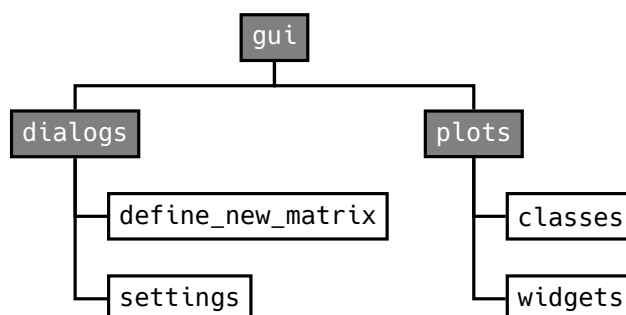 gui
dialogs
plots
define_new_matrix
classes
settings
widgets